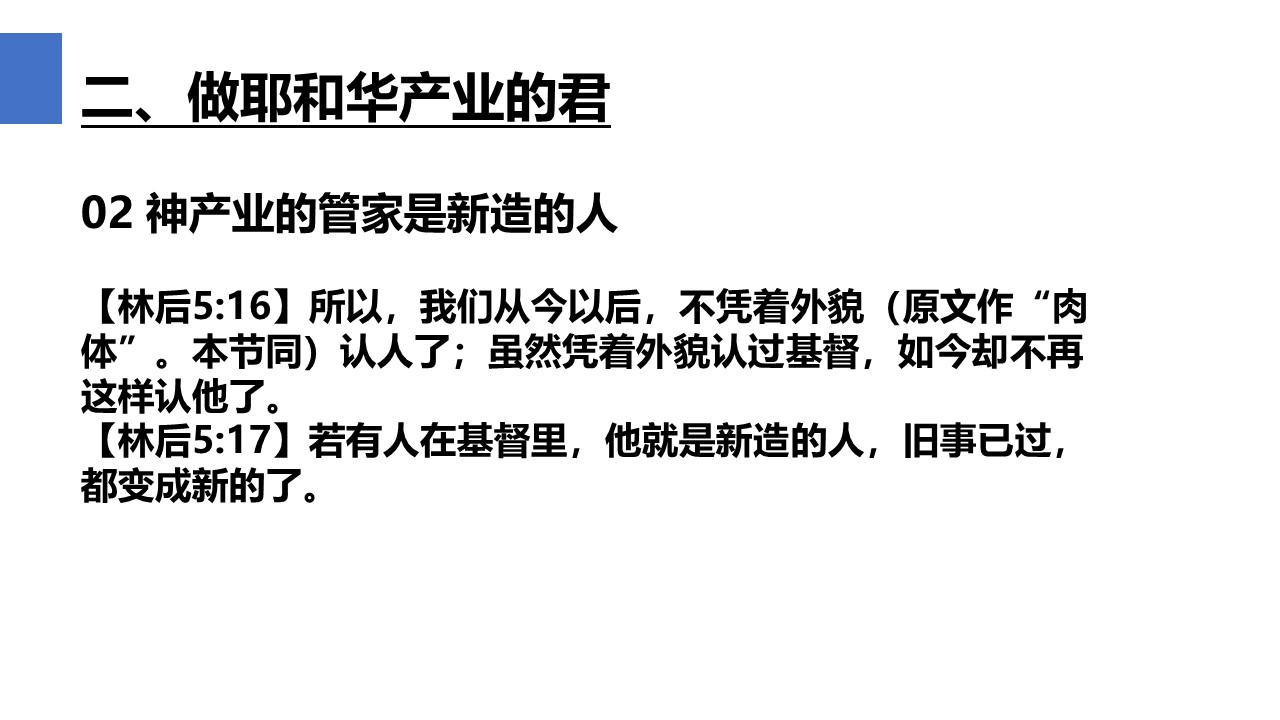 二、做耶和华产业的君
02 神产业的管家是新造的人
【林后5:16】所以，我们从今以后，不凭着外貌（原文作“肉
体”。本节同）认人了；虽然凭着外貌认过基督，如今却不再
这样认他了。
【林后5:17】若有人在基督里，他就是新造的人，旧事已过，
都变成新的了。